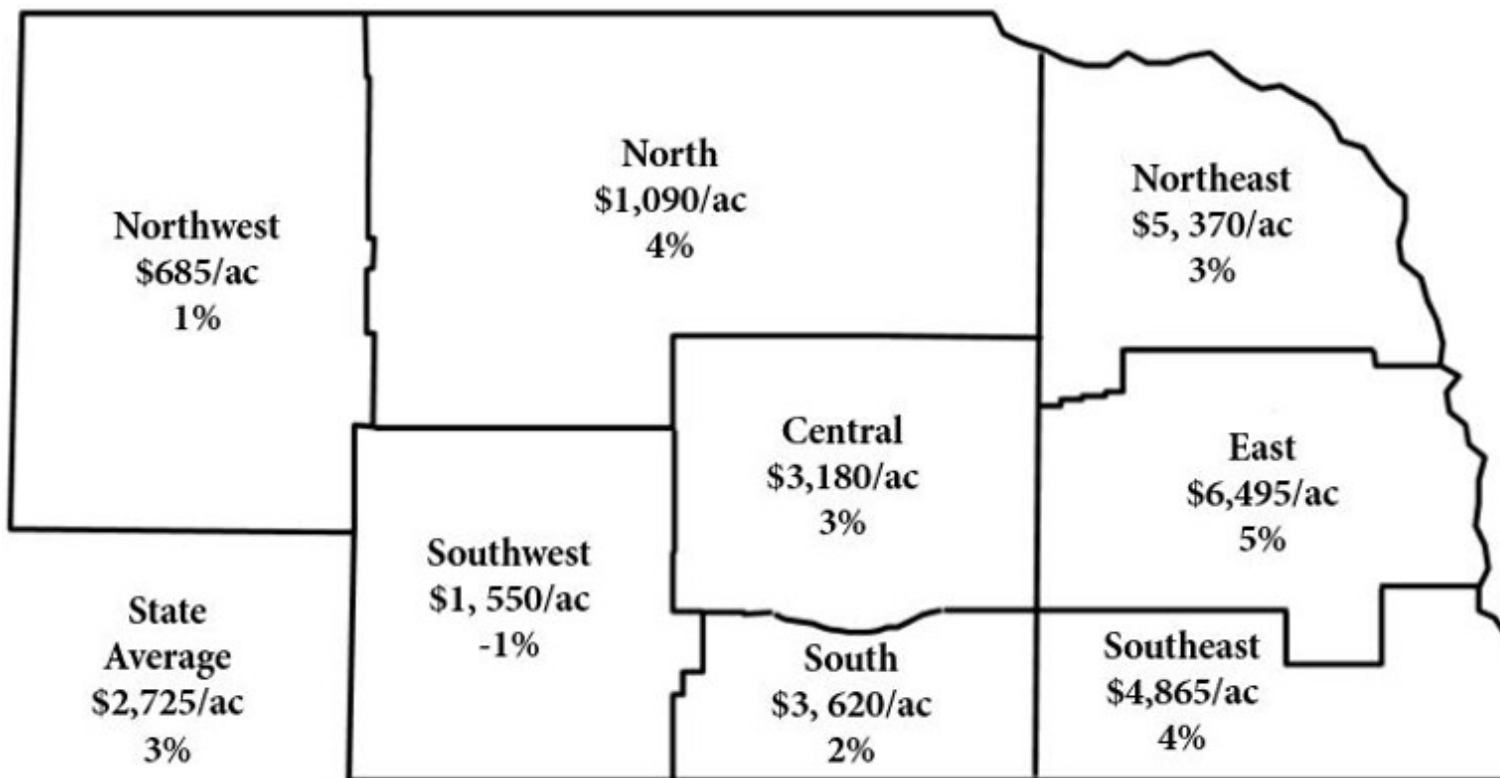 North
$1,090/ac
4%
Northeast
$5, 370/ac
3%
Northwest
$685/ac
1%
Central
$3,180/ac
3%
East
$6,495/ac
5%
Southwest
$1, 550/ac
-1%
State
Average
$2,725/ac
3%
South
$3, 620/ac
2%
Southeast
$4,865/ac
4%